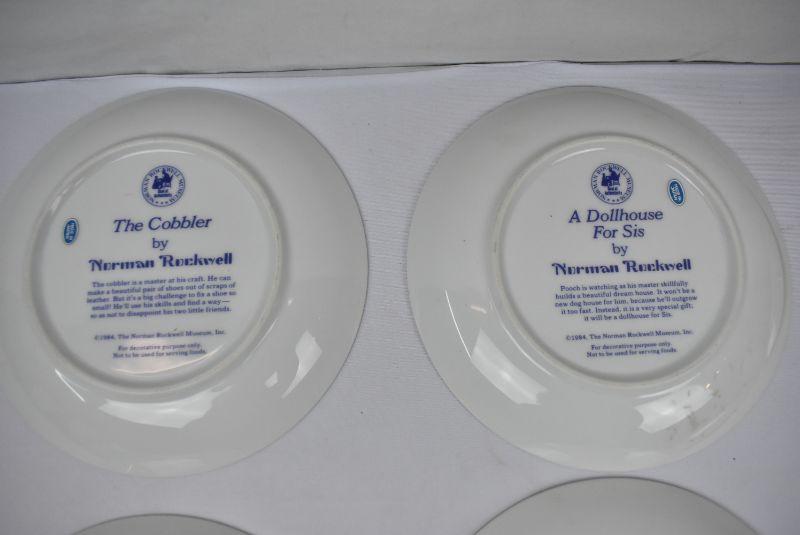 NORMAN ROCKWELL MUSEUM
The Cobbler
by
Norman Rockwell
The cobbler is a master at his craft. He can
make a beautiful pair of shoes out of scraps of
leather. But it's a big challenge to fix a shoe so
small! He'll use his skills and find a way—
so as not to disappoint his two little friends.
©1984, The Norman Rockwell Museum, Inc.
For decorative purpose only.
Not to be used for serving foods.
NORMAN ROCKWELL MUSEUM
A Dollhouse
For Sis
by
Norman Rockwell
Pooch is watching as his master skillfully
builds a beautiful dream house. It won't be a
new dog house for him, because he'll outgrow
it too fast. Instead, it is a very special gift;
it will be a dollhouse for Sis.
©1984, The Norman Rockwell Museum, Inc.
For decorative purpose only.
Not to be used for serving foods.